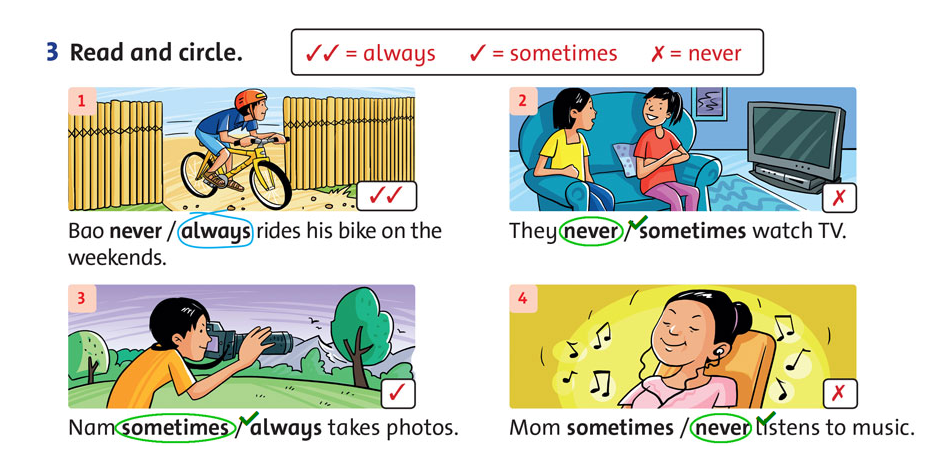 3 Read and circle.
✓✓ = always ✓ = sometimes ✗ = never
1
✓✓
Bao never / always rides his bike on the
weekends.
2
✗
They never / sometimes watch TV.
3
✓
Nam sometimes / always takes photos.
4
✗
Mom sometimes / never listens to music.